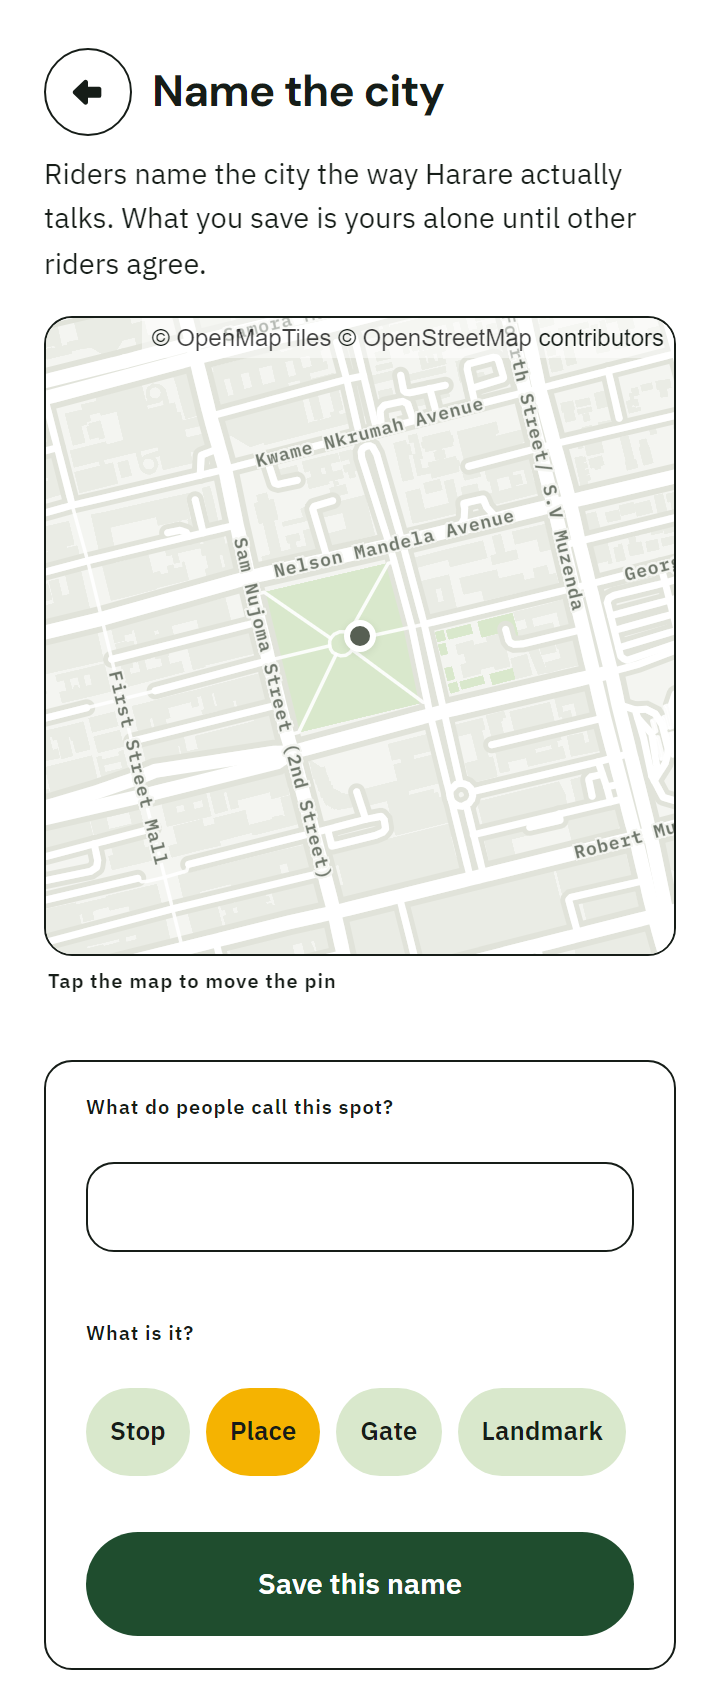 Name the city
Riders name the city the way Harare actually
talks. What you save is yours alone until other
riders agree.
© OpenMapTiles © OpenStreetMap contributors
Kwame Nkrumah Avenue
Nelson Mandela Avenue
Street/ S.V Muzenda
Sam Nujoma Street (2nd Street)
First Street Mall
Robert
Tap the map to move the pin
What do people call this spot?
What is it?
Stop
Place
Gate
Landmark
Save this name